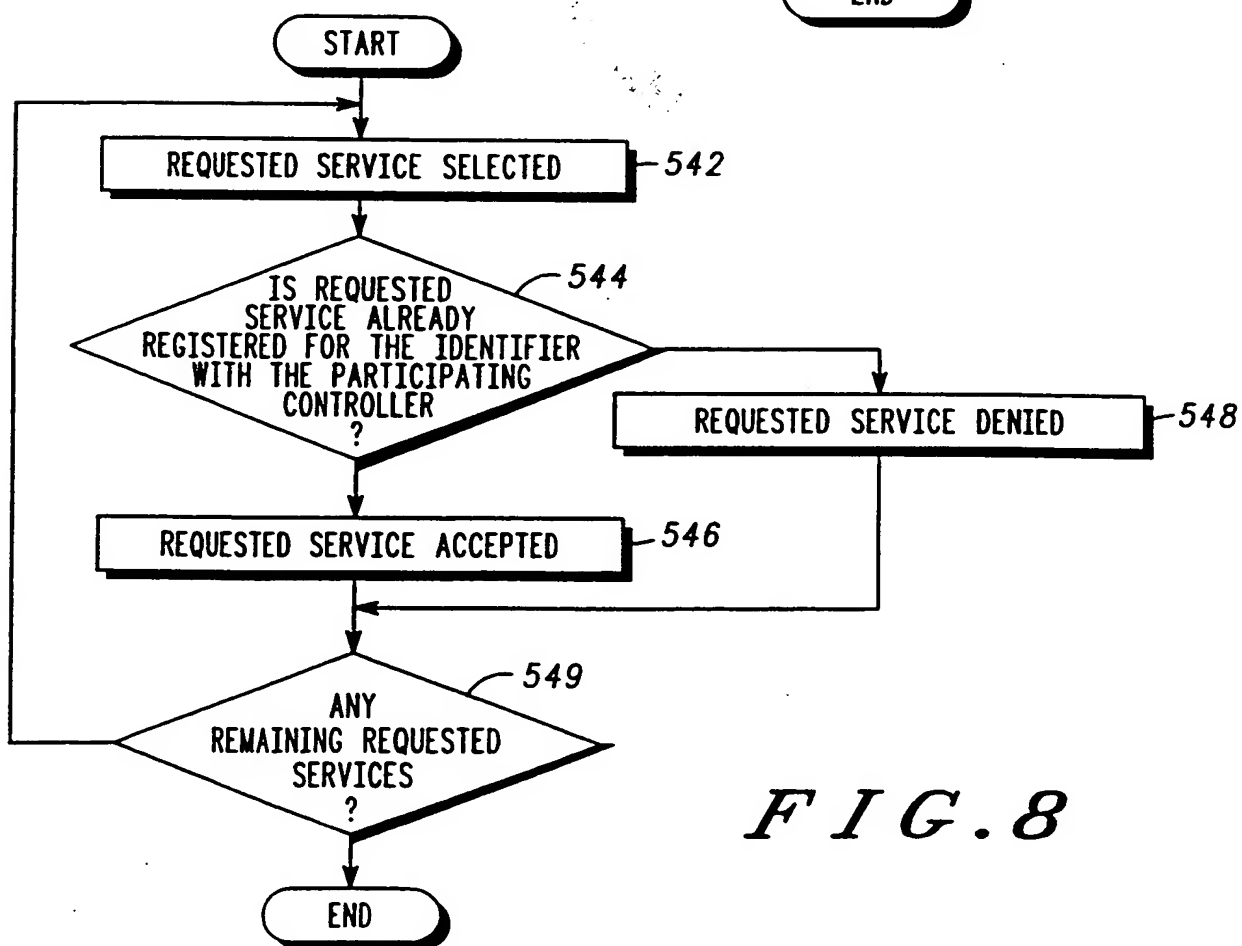 END
START
REQUESTED SERVICE SELECTED
542
IS REQUESTED
SERVICE ALREADY
REGISTERED FOR THE IDENTIFIER
WITH THE PARTICIPATING
CONTROLLER
?
544
REQUESTED SERVICE DENIED
548
REQUESTED SERVICE ACCEPTED
546
ANY
REMAINING REQUESTED
SERVICES
?
549
END
FIG.8